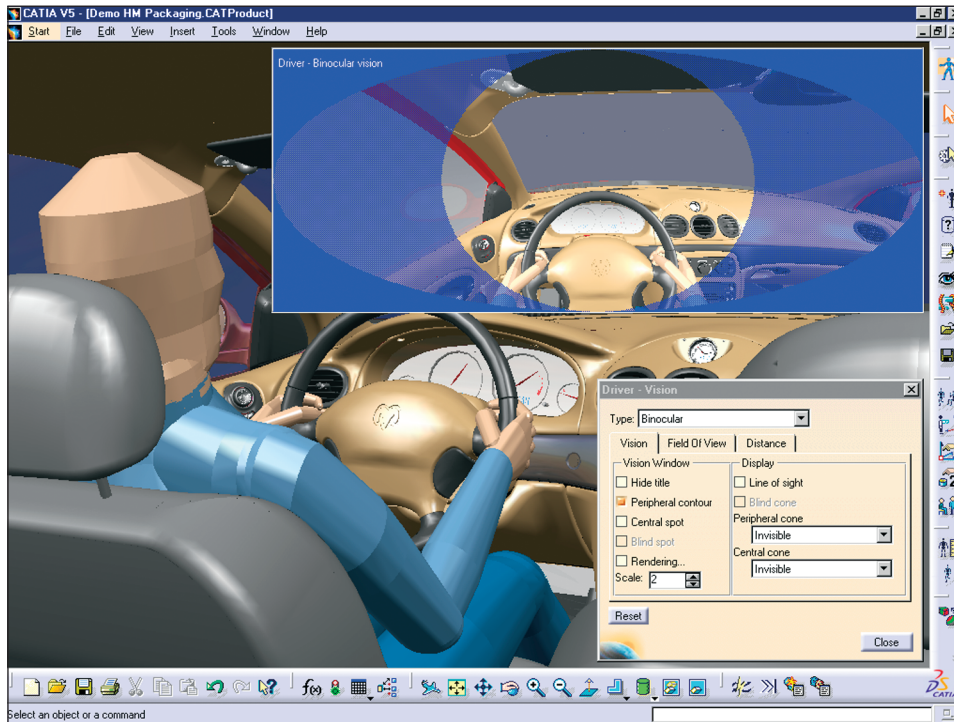 CATIA V5 - [Demo HM Packaging.CATProduct]
Start File Edit View Insert Tools Window Help
Driver - Binocular vision
Driver - Vision
Type: Binocular
Vision Field Of View Distance
Vision Window
Hide title
Peripheral contour
Central spot
Blind spot
Rendering...
Scale: 2
Display
Line of sight
Blind cone
Peripheral cone
Invisible
Central cone
Invisible
Reset
Close
f(x)
CATIA
Select an object or a command